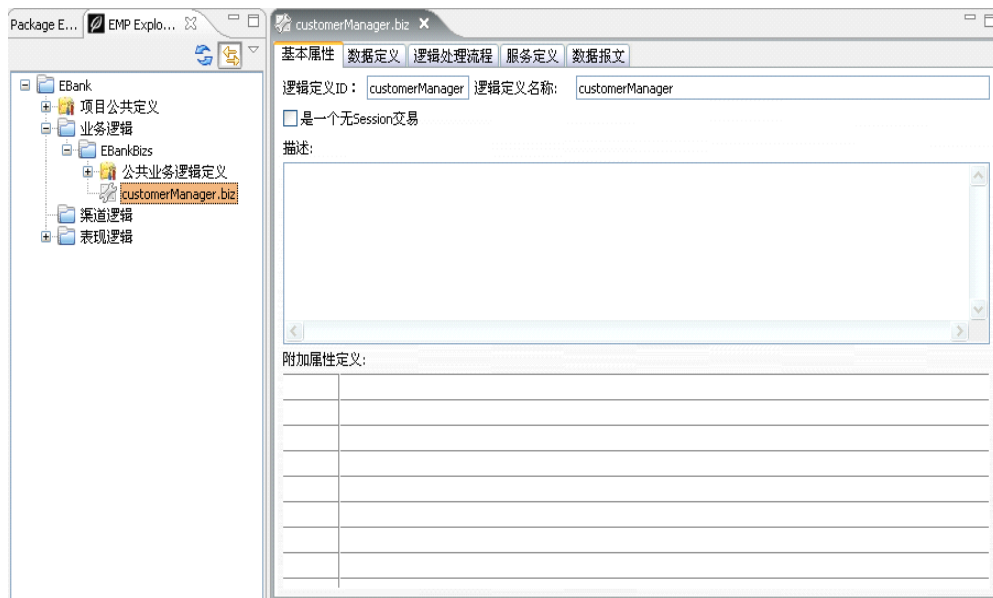 Package E... EMP Explo...
EBank
项目公共定义
业务逻辑
EBankBizs
公共业务逻辑定义
customerManager.biz
渠道逻辑
表现逻辑
customerManager.biz
基本属性 数据定义 逻辑处理流程 服务定义 数据报文
逻辑定义ID： customerManager 逻辑定义名称: customerManager
是一个无Session交易
描述:
附加属性定义: